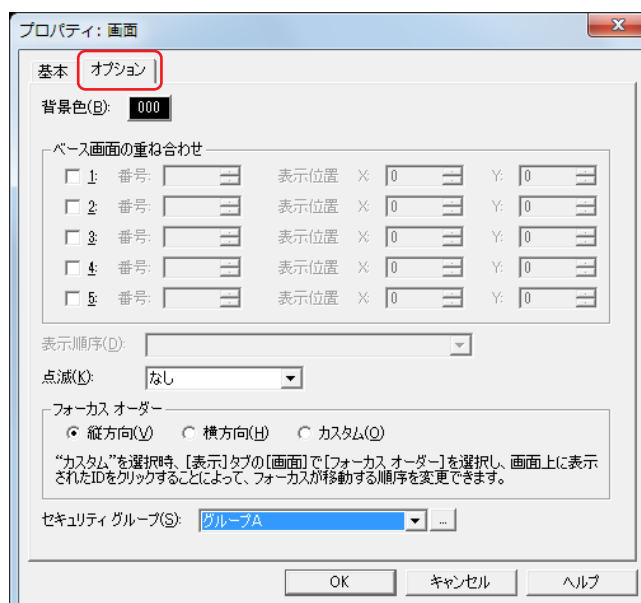 プロパティ: 画面
基本 オプション
背景色(B): 000
ベース画面の重ね合わせ
1: 番号: 表示位置 X: 0 Y: 0
2: 番号: 表示位置 X: 0 Y: 0
3: 番号: 表示位置 X: 0 Y: 0
4: 番号: 表示位置 X: 0 Y: 0
5: 番号: 表示位置 X: 0 Y: 0
表示順序(D):
点滅(K): なし
フォーカス オーダー
縦方向(V) 横方向(H) カスタム(O)
“カスタム”を選択時、[表示]タブの[画面]で[フォーカス オーダー]を選択し、画面上に表示
されたIDをクリックすることによって、フォーカスが移動する順序を変更できます。
セキュリティ グループ(S): グループA ...
OK キャンセル ヘルプ